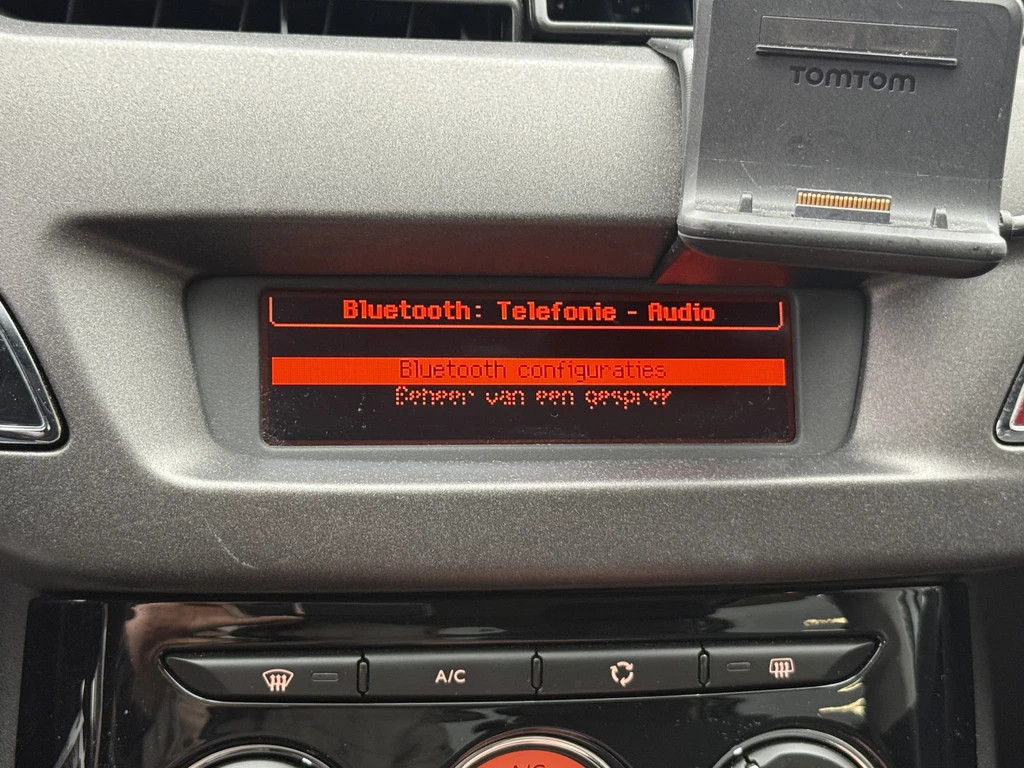 TOMTOM
Bluetooth: Telefonie - Audio
Bluetooth configuraties
Beheer van een gesprek
A/C
A/C